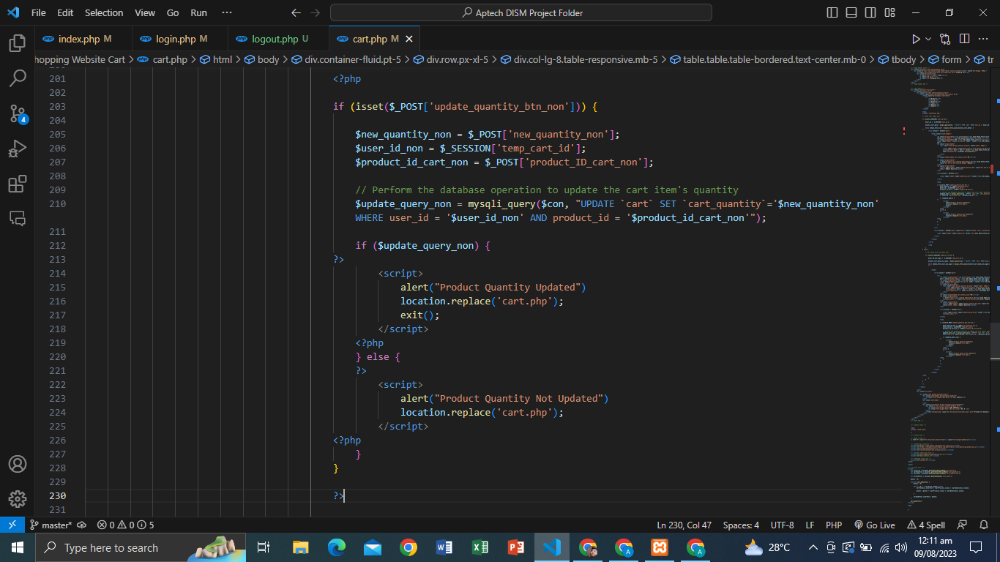 File Edit Selection View Go Run ··· Aptech DISM Project Folder
index.php M login.php M logout.php U cart.php M
hopping Website Cart > cart.php > html > body > div.container-fluid.pt-5 > div.row.px-xl-5 > div.col-lg-8.table-responsive.mb-5 > table.table.table-bordered.text-center.mb-0 > tbody > form > tr
201 <?php
202
203 if (isset($_POST['update_quantity_btn_non'])) {
204
205 $new_quantity_non = $_POST['new_quantity_non'];
206 $user_id_non = $_SESSION['temp_cart_id'];
207 $product_id_cart_non = $_POST['product_ID_cart_non'];
208
209 // Perform the database operation to update the cart item's quantity
210 $update_query_non = mysqli_query($con, "UPDATE `cart` SET `cart_quantity`='$new_quantity_non'
WHERE user_id = '$user_id_non' AND product_id = '$product_id_cart_non'");
211
212 if ($update_query_non) {
213 ?>
214 <script>
215 alert("Product Quantity Updated")
216 location.replace('cart.php');
217 exit();
218 </script>
219 <?php
220 } else {
221 ?>
222 <script>
223 alert("Product Quantity Not Updated")
224 location.replace('cart.php');
225 </script>
226 <?php
227 }
228 }
229
230 ?>
231
4
master* 0 0 5 Ln 230, Col 47 Spaces: 4 UTF-8 LF PHP Go Live 4 Spell
Type here to search 28°C 12:11 am
09/08/2023